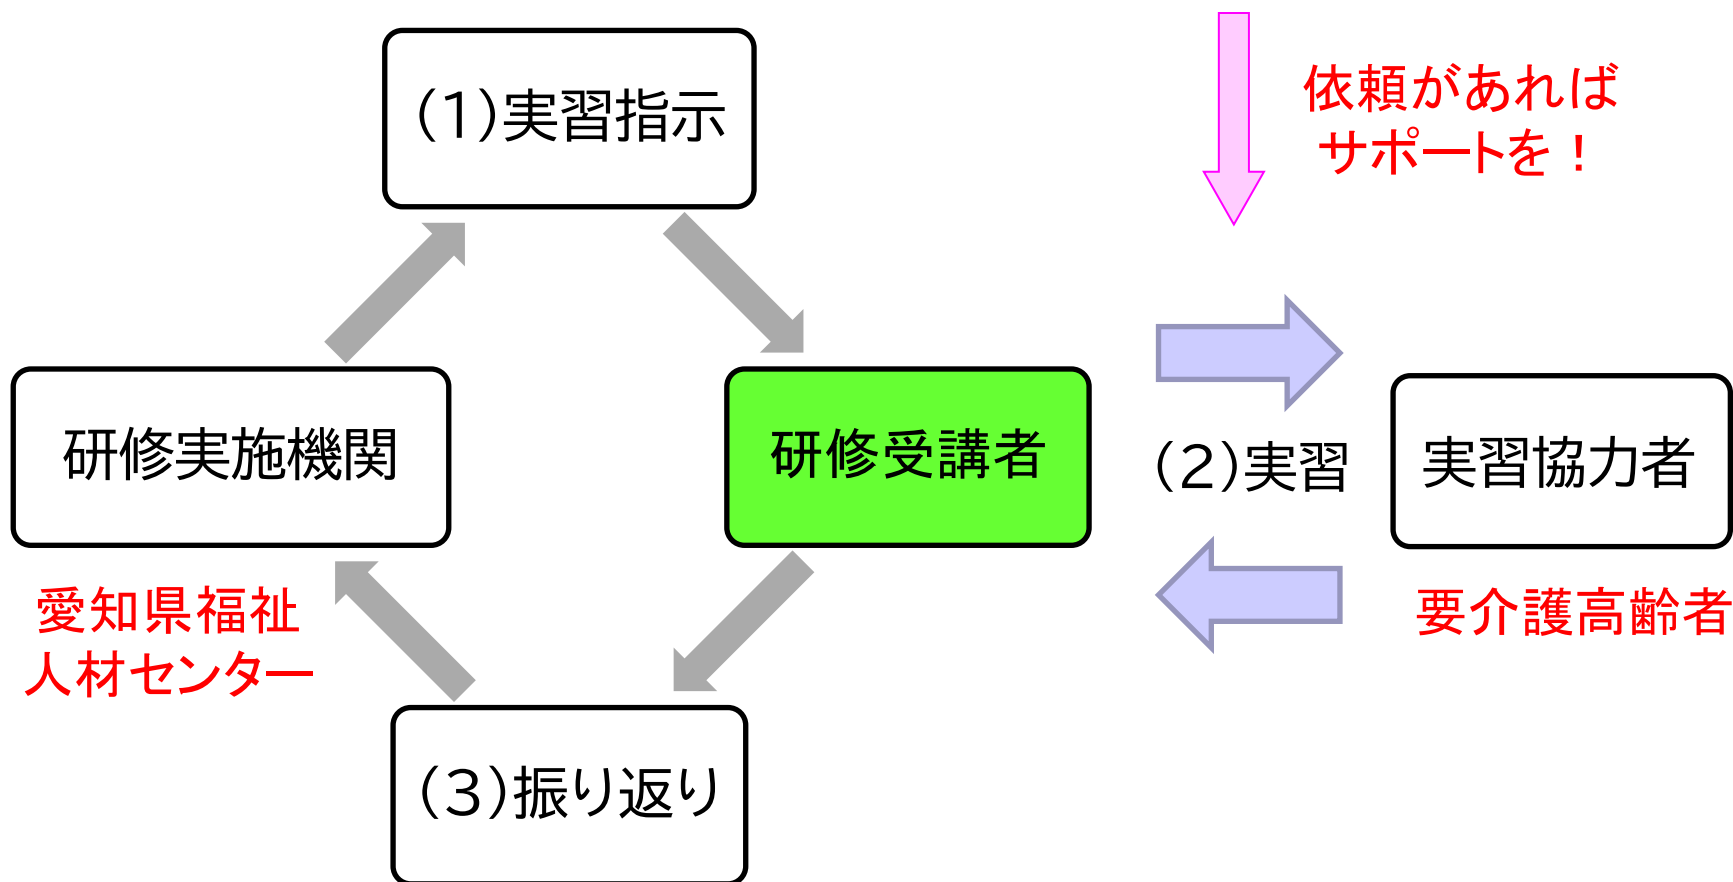 (1)実習指示
依頼があれば
サポートを！
研修実施機関
研修受講者
(2)実習
実習協力者
愛知県福祉
人材センター
要介護高齢者
(3)振り返り